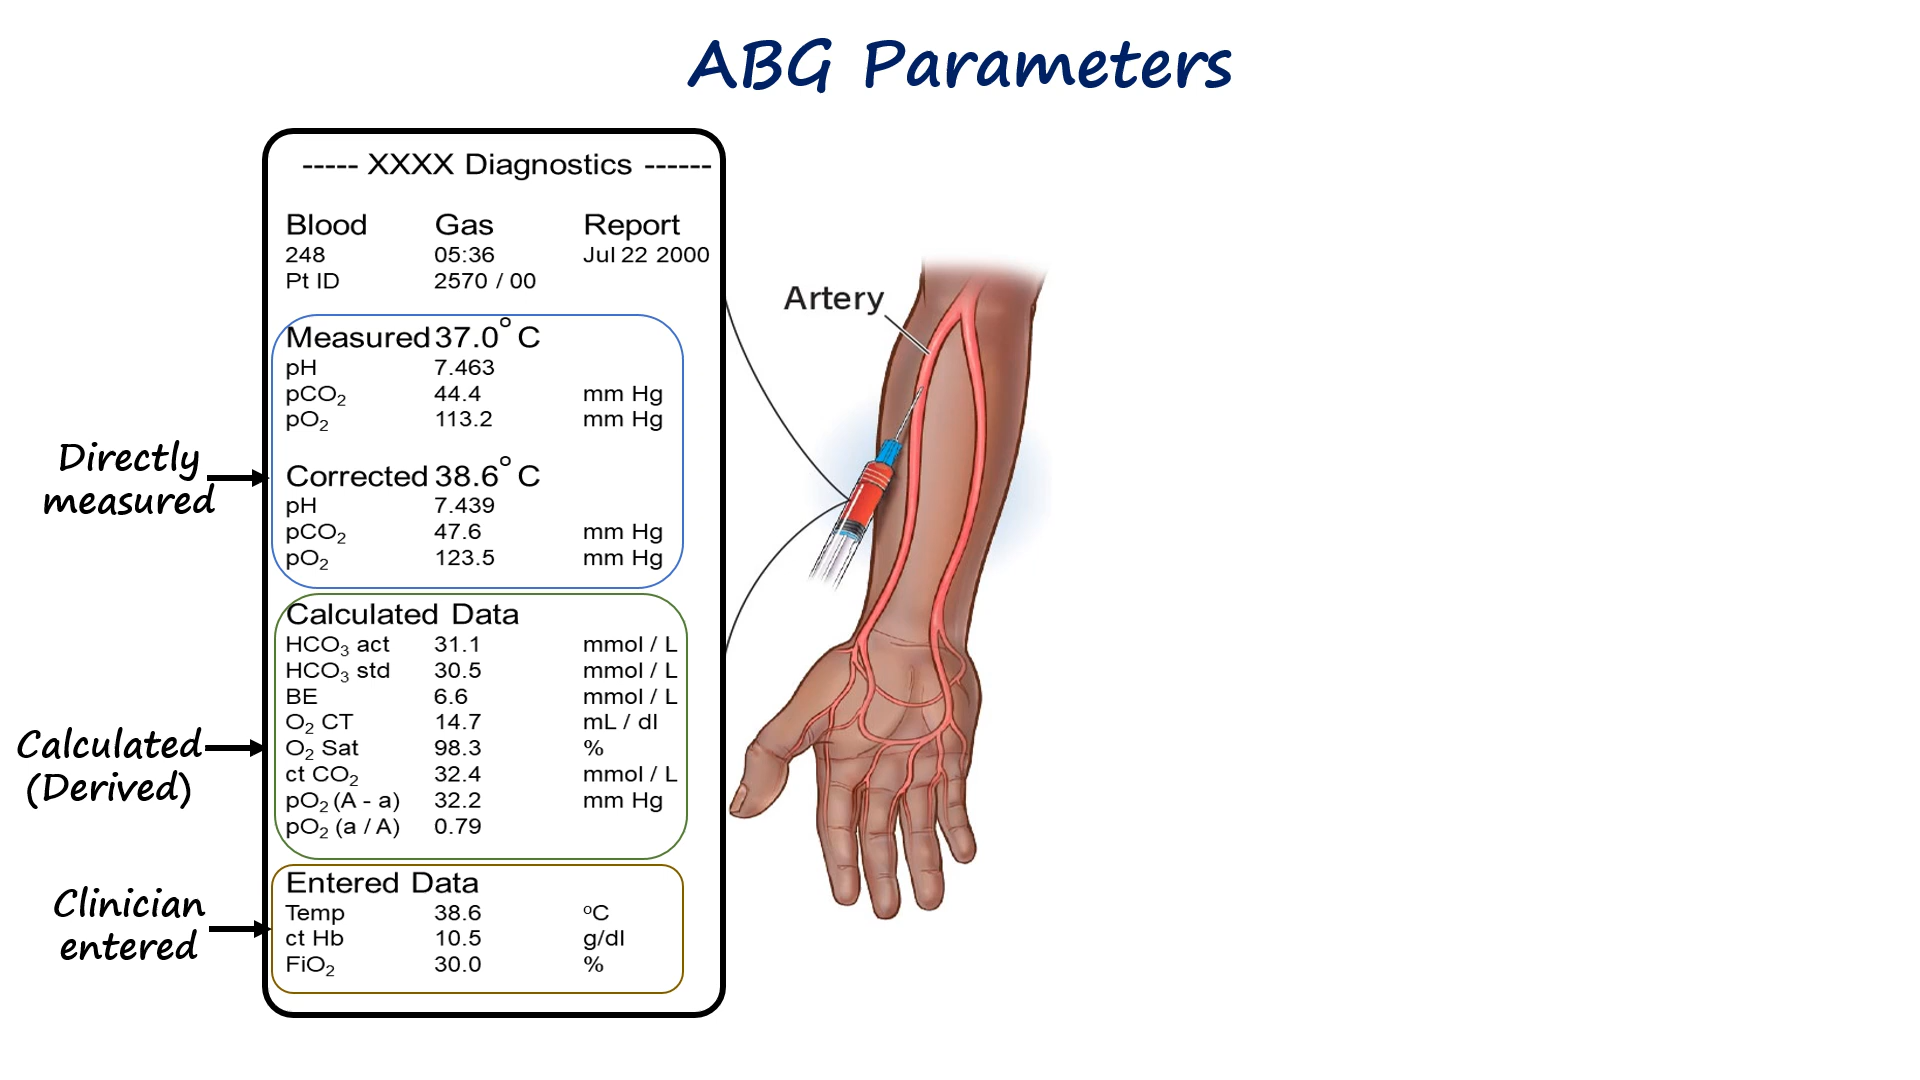 ABG Parameters
----- XXXX Diagnostics ------
Blood Gas Report
248 05:36 Jul 22 2000
Pt ID 2570 / 00
Measured 37.0° C
pH 7.463
pCO₂ 44.4 mm Hg
pO₂ 113.2 mm Hg
Corrected 38.6° C
pH 7.439
pCO₂ 47.6 mm Hg
pO₂ 123.5 mm Hg
Calculated Data
HCO₃ act 31.1 mmol / L
HCO₃ std 30.5 mmol / L
BE 6.6 mmol / L
O₂ CT 14.7 mL / dl
O₂ Sat 98.3 %
ct CO₂ 32.4 mmol / L
pO₂ (A - a) 32.2 mm Hg
pO₂ (a / A) 0.79
Entered Data
Temp 38.6 ⁰C
ct Hb 10.5 g/dl
FiO₂ 30.0 %
Directly
measured
Calculated
(Derived)
Clinician
entered
Artery